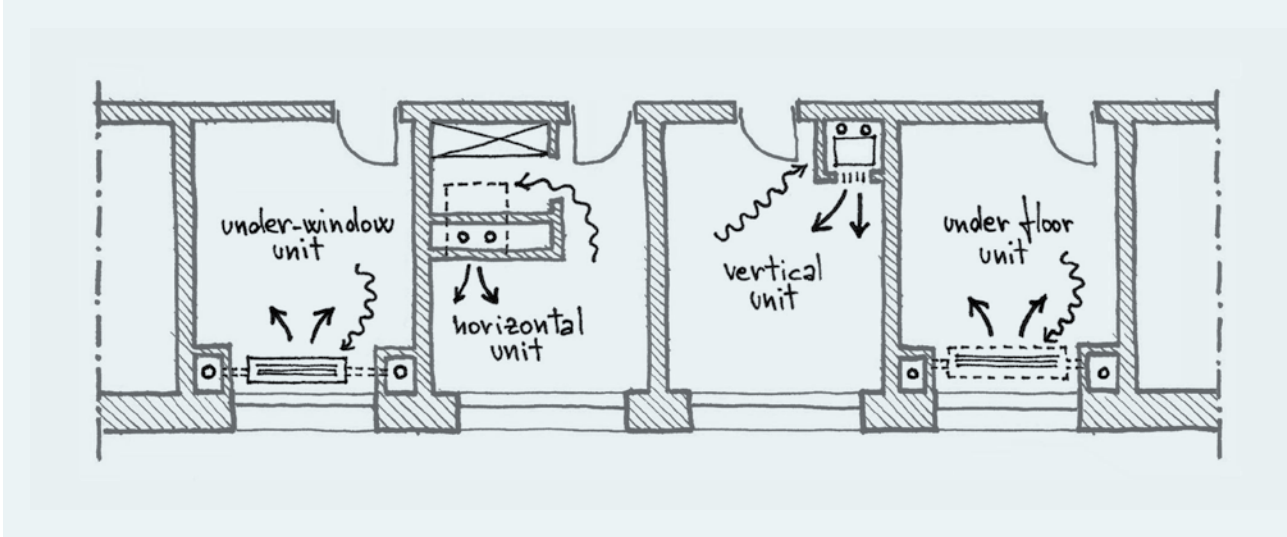 under-window
unit
horizontal
unit
vertical
unit
under floor
unit